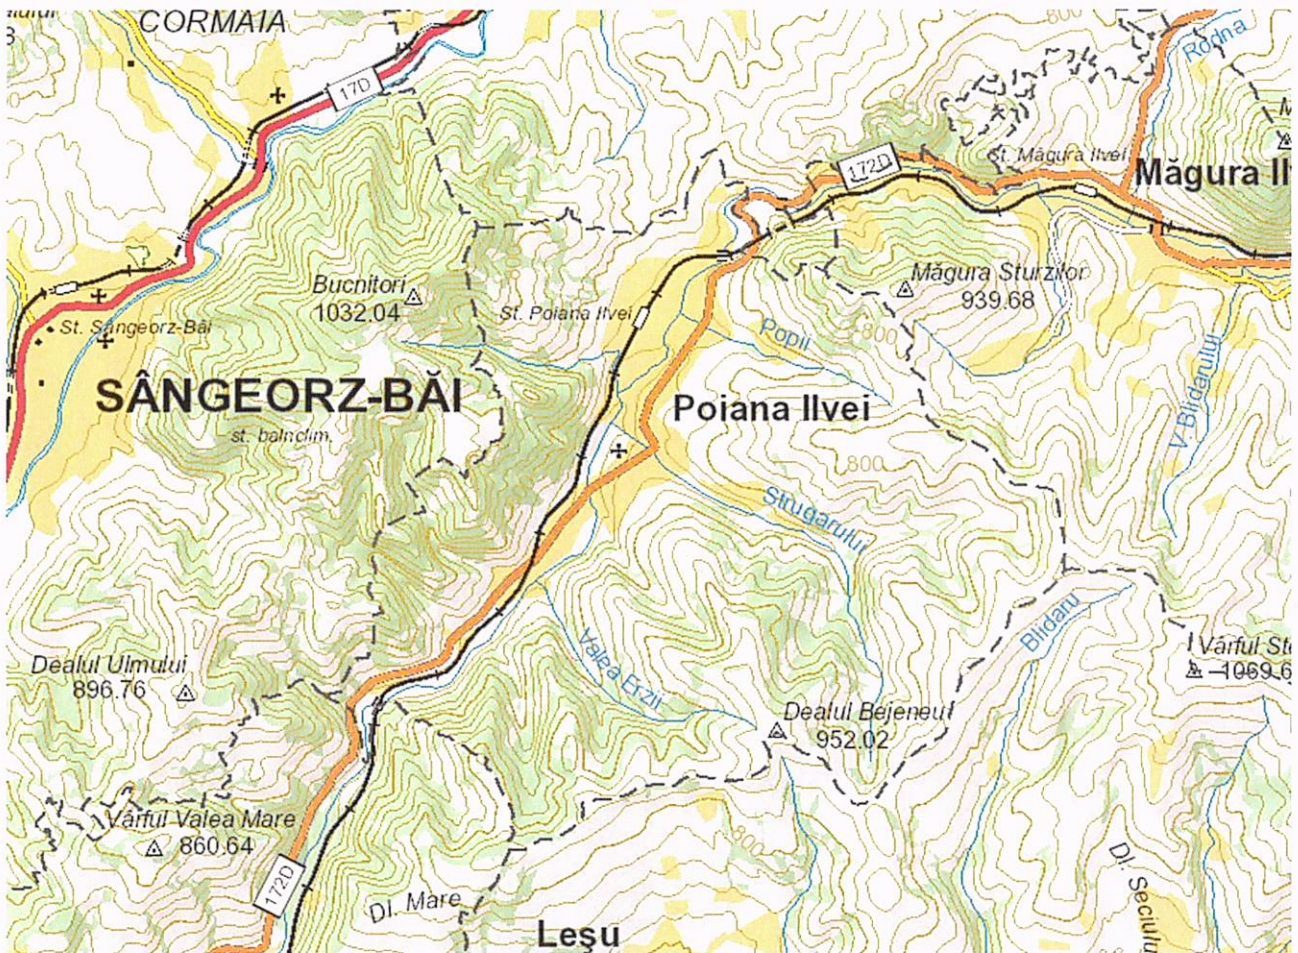 CORMAIA
17D
Rodna
St. Măgura Ilvei
172D
Măgura Il
Bucnitori
1032.04
Măgura Sturzilor
939.68
St. Poiana Ilvei
St. Sângeorz-Băi
Popii
800
800
V. Blidarului
SÂNGEORZ-BĂI
st. balnclim.
Poiana Ilvei
800
Strugarului
Blidaru
Valea Erzii
Dealul Ulmului
896.76
Vârful Ste
1069.6
Dealul Bejeneul
952.02
Vârful Valea Mare
860.64
800
172D
Dl. Mare
Dl. Seciulu
Leşu